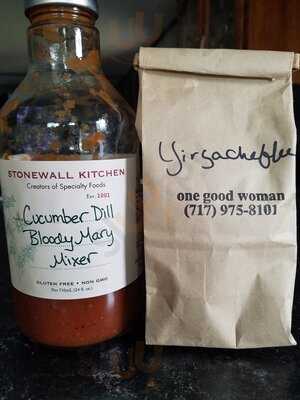 STONEWALL KITCHEN
Creators of Specialty Foods
Est. 1991
Cucumber Dill
Bloody Mary
Mixer
GLUTEN FREE • NON GMO
Yirgacheffee
one good woman
(717) 975-8101